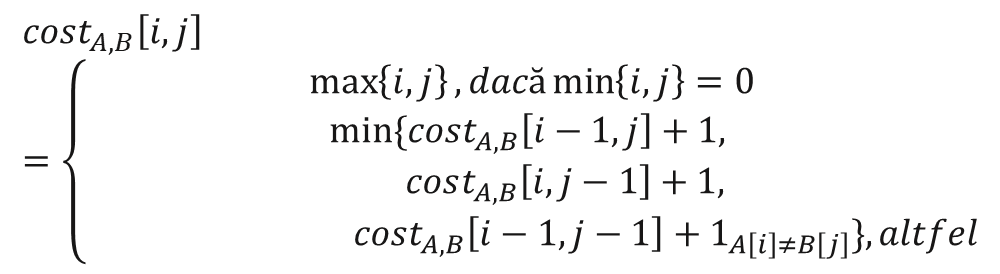 cost_{A,B}[i,j]
= { max{i,j}, dacă min{i,j} = 0
min{cost_{A,B}[i − 1,j] + 1,
cost_{A,B}[i,j − 1] + 1,
cost_{A,B}[i − 1,j − 1] + 1_{A[i]≠B[j]}}, altfel